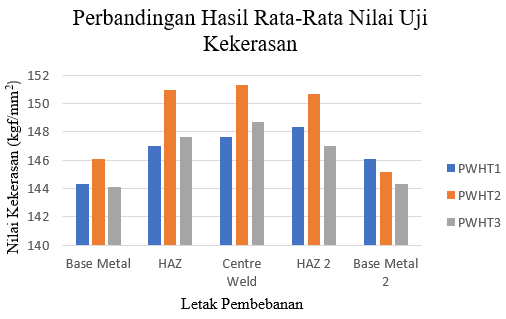 Perbandingan Hasil Rata-Rata Nilai Uji
Kekerasan
Nilai Kekerasan (kgf/mm²)
152
150
148
146
144
142
140
Base Metal
HAZ
Centre
Weld
HAZ 2
Base Metal
2
Letak Pembebanan
PWHT1
PWHT2
PWHT3